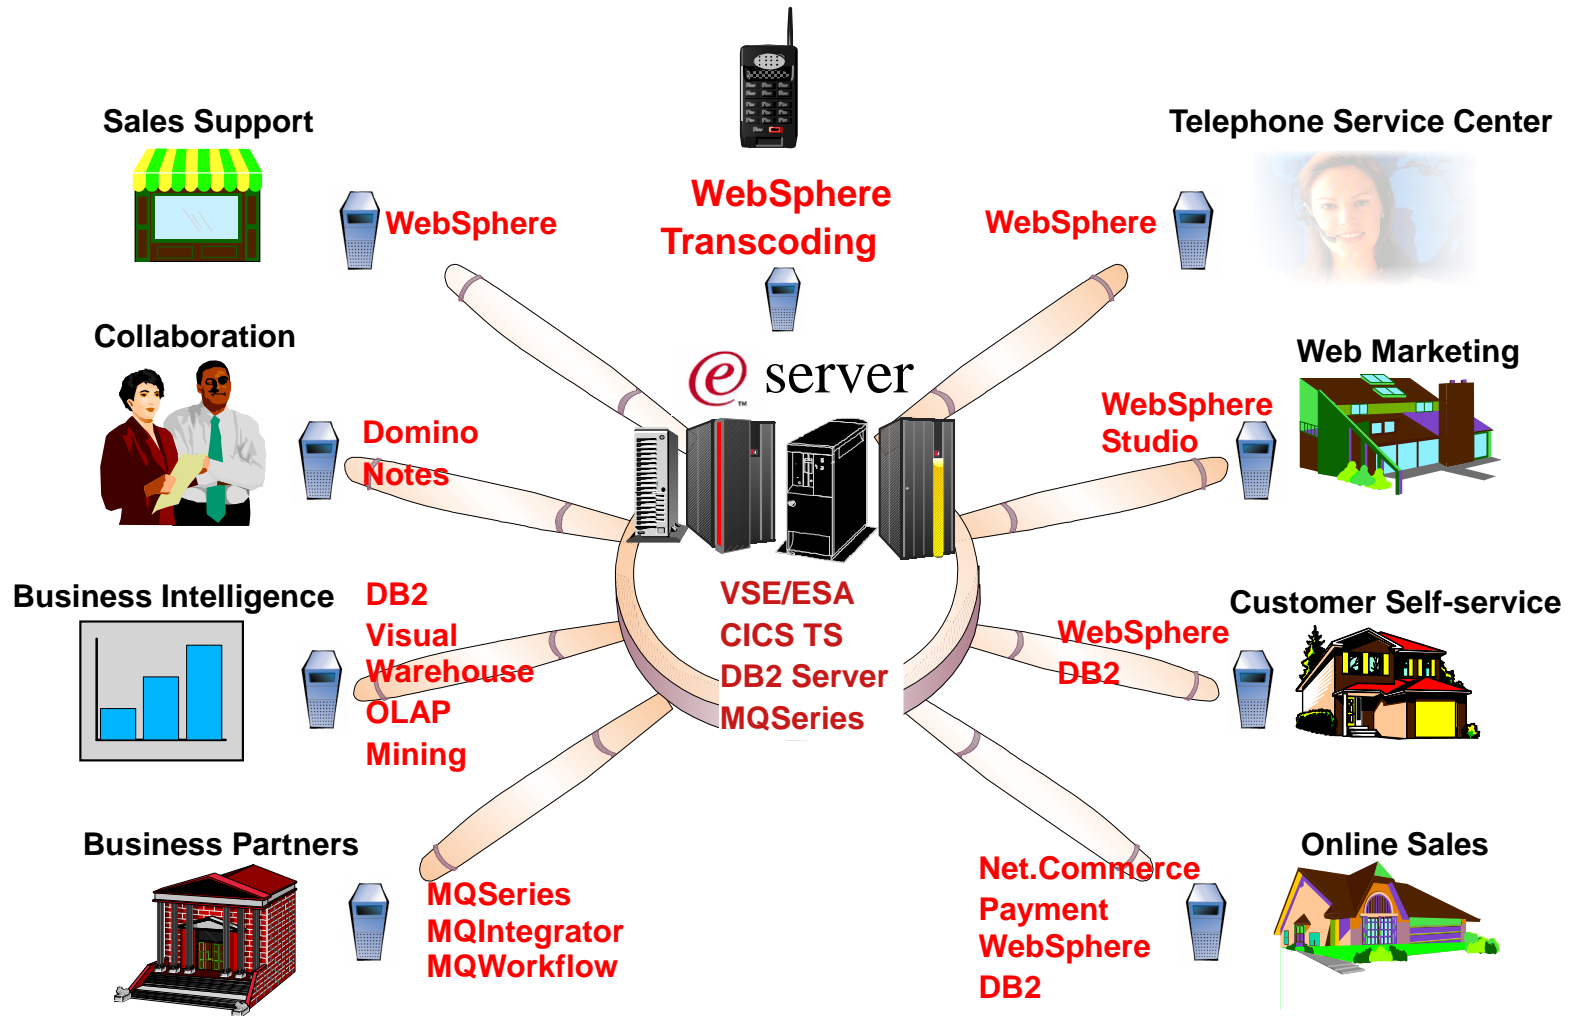 Sales Support
Telephone Service Center
WebSphere
WebSphere
Transcoding
WebSphere
Collaboration
Web Marketing
e server
™
Domino
Notes
WebSphere
Studio
Business Intelligence
DB2
Visual
Warehouse
OLAP
Mining
VSE/ESA
CICS TS
DB2 Server
MQSeries
Customer Self-service
WebSphere
DB2
Business Partners
MQSeries
MQIntegrator
MQWorkflow
Online Sales
Net.Commerce
Payment
WebSphere
DB2